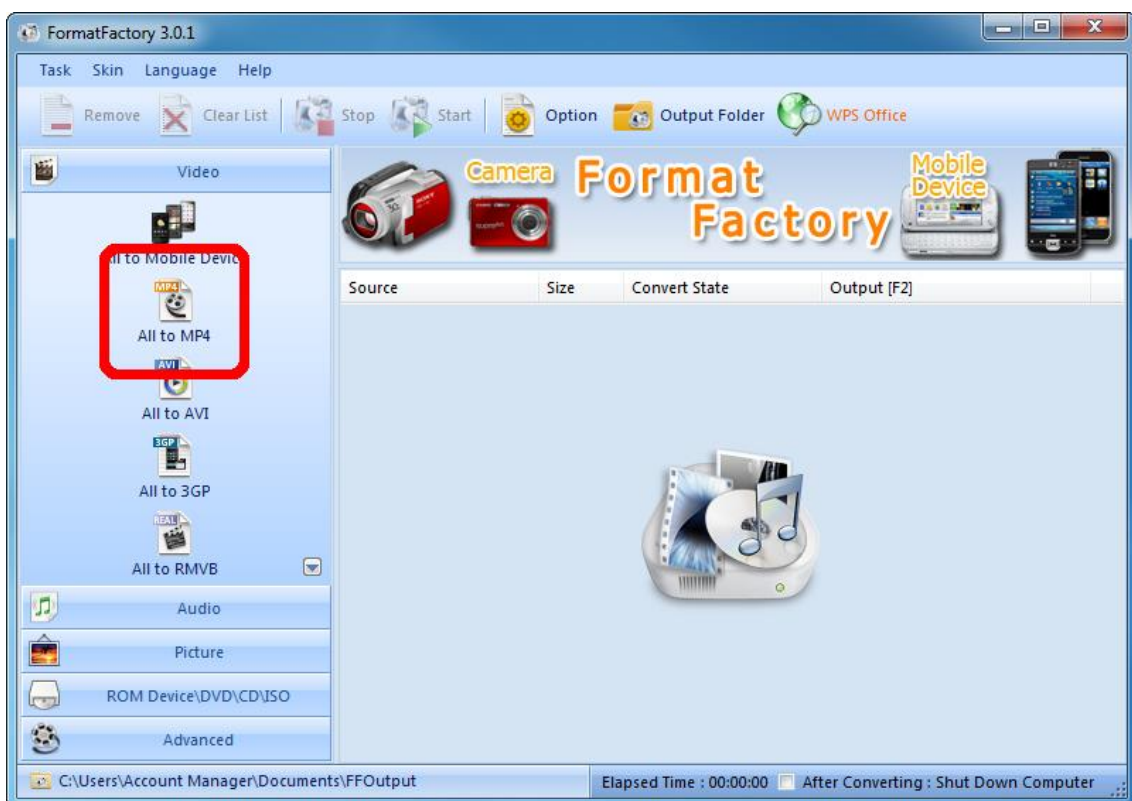 FormatFactory 3.0.1
Task Skin Language Help
Remove Clear List Stop Start Option Output Folder WPS Office
Video
All to Mobile Devic
MP4
All to MP4
AVI
All to AVI
3GP
All to 3GP
REAL
All to RMVB
Audio
Picture
ROM Device\DVD\CD\ISO
Advanced
Camera
Format
Factory
Mobile
Device
SONY
Source Size Convert State Output [F2]
C:\Users\Account Manager\Documents\FFOutput
Elapsed Time : 00:00:00 After Converting : Shut Down Computer